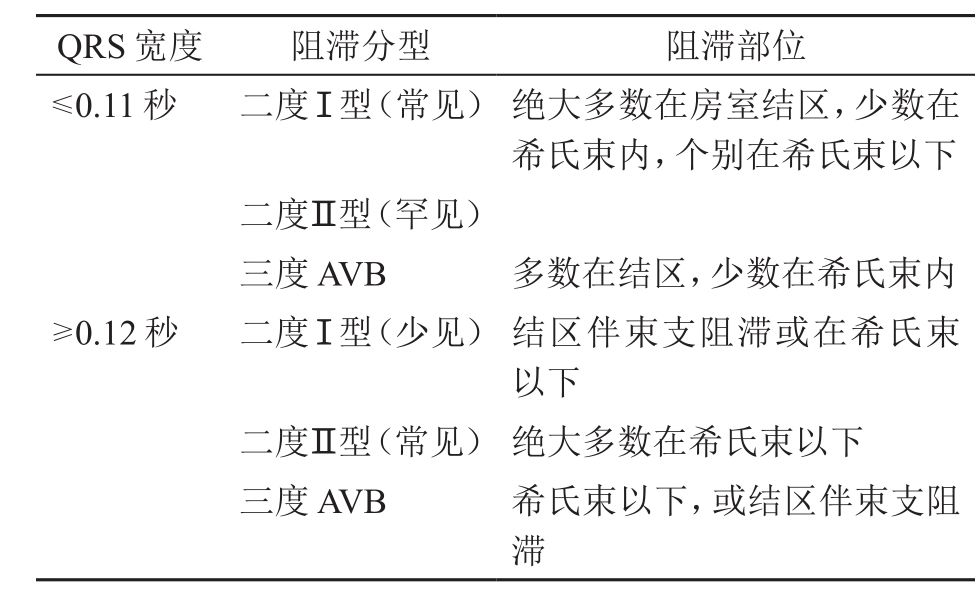 QRS 宽度 阻滞分型 阻滞部位
≤0.11 秒 二度Ⅰ型(常见) 绝大多数在房室结区,少数在
希氏束内,个别在希氏束以下
二度Ⅱ型(罕见)
三度 AVB 多数在结区,少数在希氏束内
≥0.12 秒 二度Ⅰ型(少见) 结区伴束支阻滞或在希氏束
以下
二度Ⅱ型(常见) 绝大多数在希氏束以下
三度 AVB 希氏束以下,或结区伴束支阻
滞